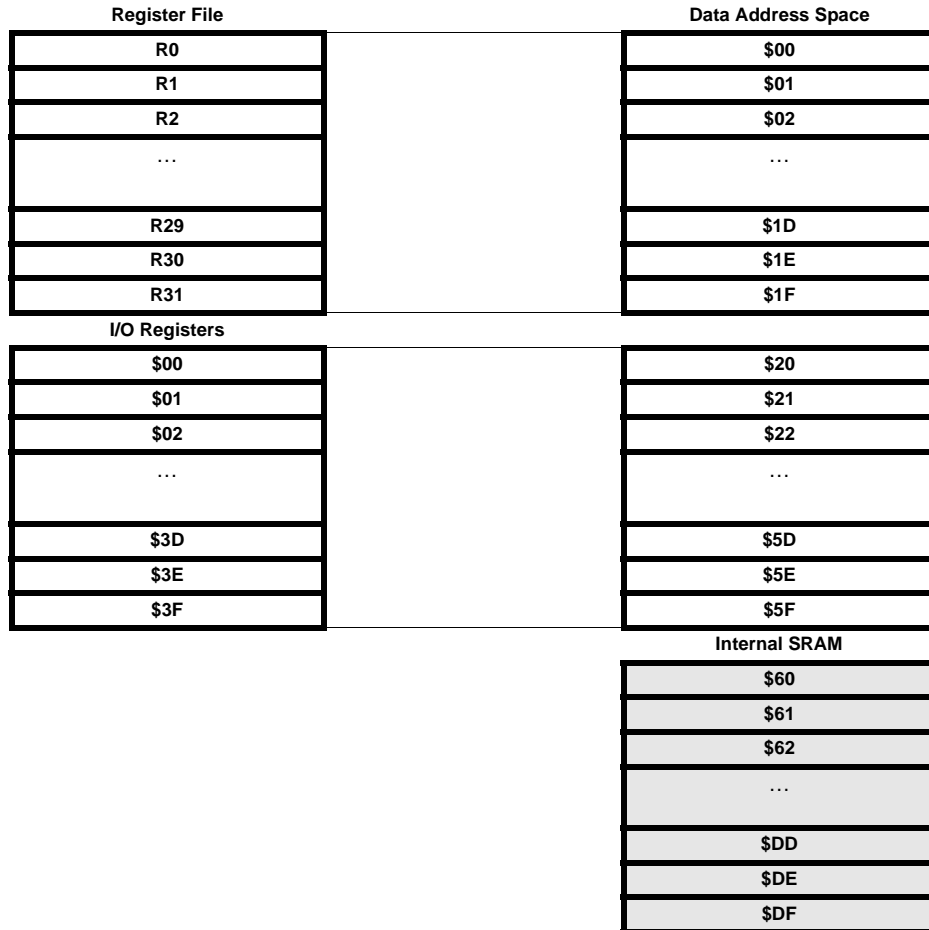 Register File
Data Address Space
R0
$00
R1
$01
R2
$02
...
...
R29
$1D
R30
$1E
R31
$1F
I/O Registers
$00
$20
$01
$21
$02
$22
...
...
$3D
$5D
$3E
$5E
$3F
$5F
Internal SRAM
$60
$61
$62
...
$DD
$DE
$DF